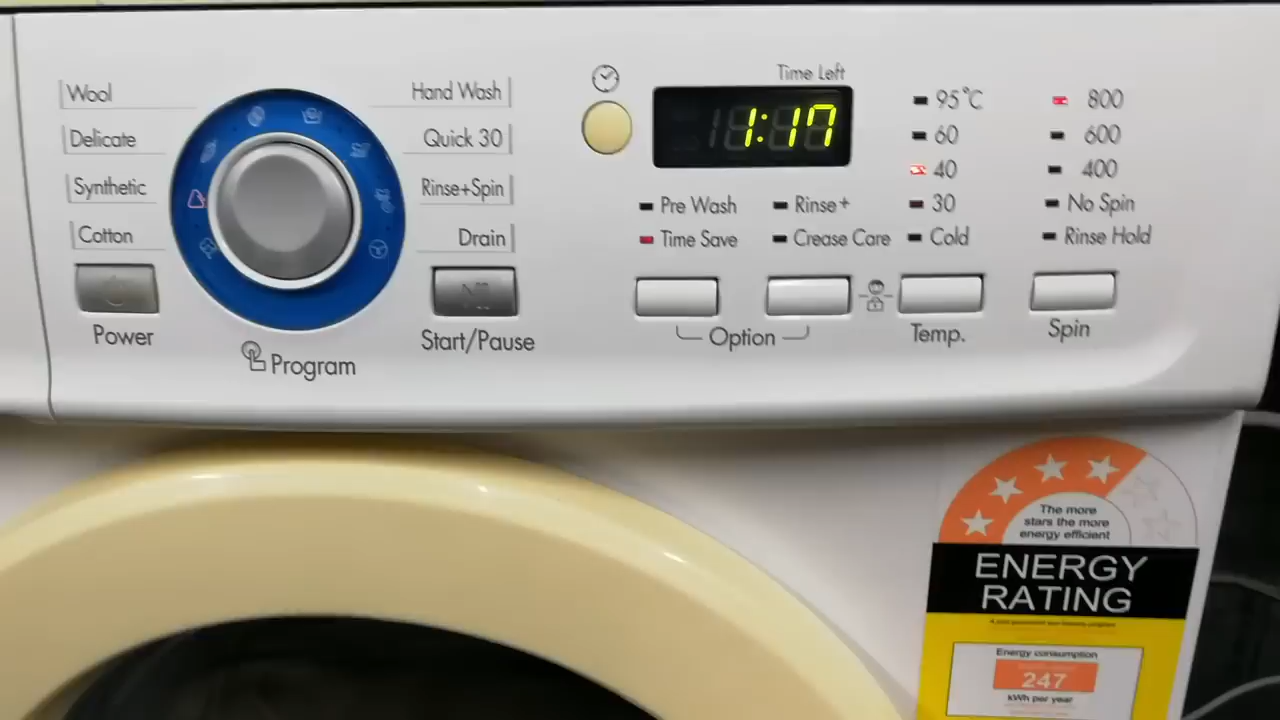 Wool
Delicate
Synthetic
Cotton
Power
Program
Hand Wash
Quick 30
Rinse+Spin
Drain
Start/Pause
Time Left
1:17
Pre Wash
Time Save
Rinse+
Crease Care
Option
95°C
60
40
30
Cold
Temp.
800
600
400
No Spin
Rinse Hold
Spin
The more
stars the more
energy efficient
ENERGY
RATING
Energy consumption
247
kWh per year